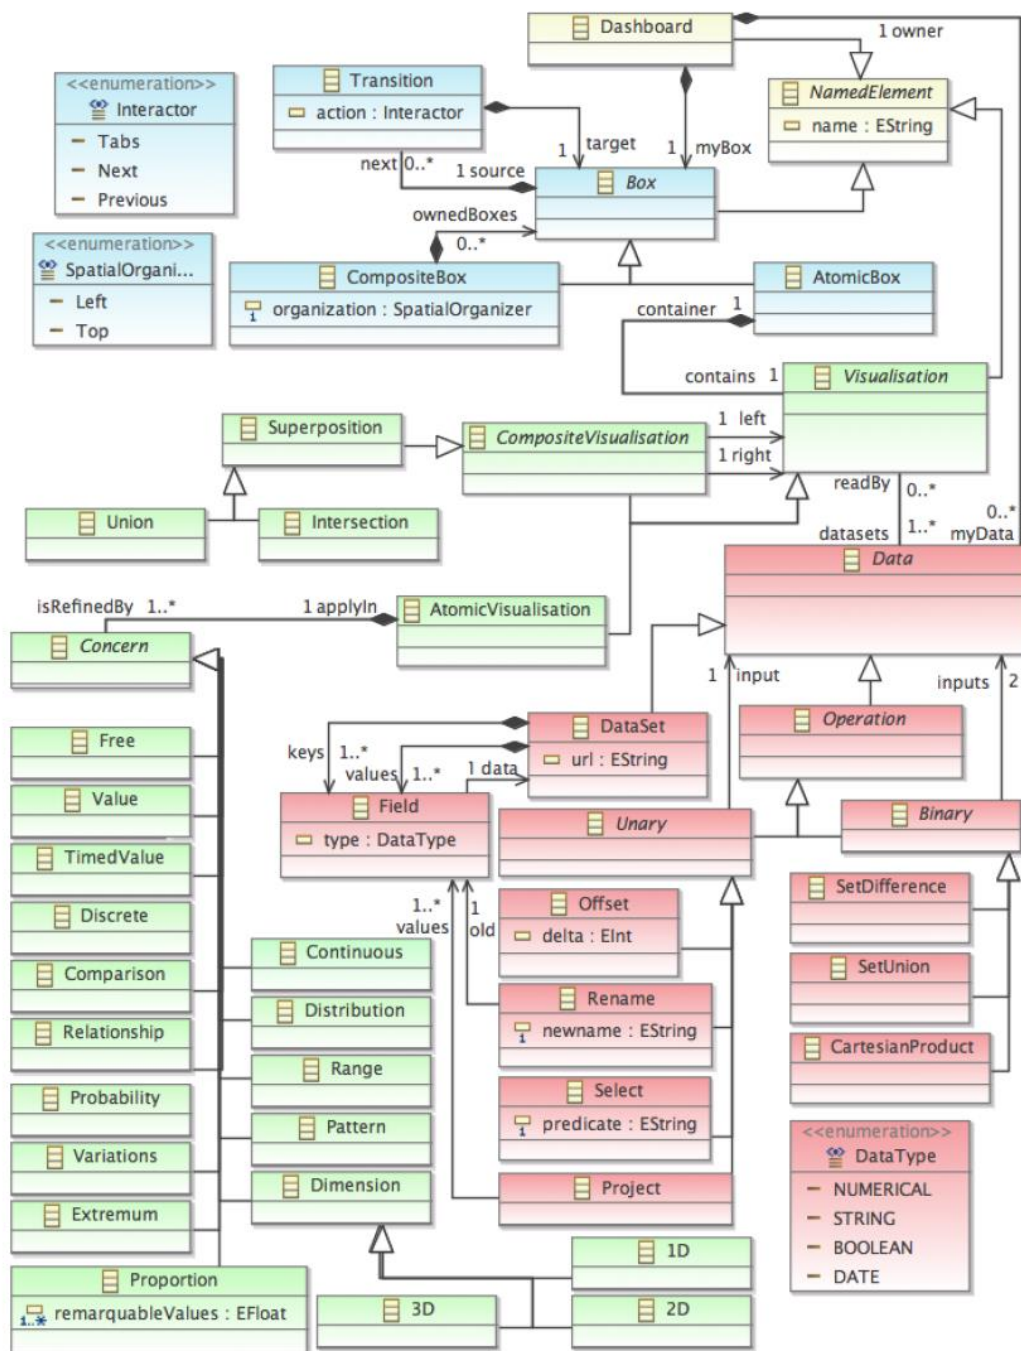 Dashboard
1 owner
<<enumeration>>
Interactor
Tabs
Next
Previous
Transition
action : Interactor
NamedElement
name : EString
next 0..*
1 source
1 target
1 myBox
Box
<<enumeration>>
SpatialOrgani...
Left
Top
ownedBoxes
0..*
CompositeBox
organization : SpatialOrganizer
AtomicBox
container 1
contains 1
Visualisation
Superposition
CompositeVisualisation
1 left
1 right
Union
Intersection
readBy
0..*
datasets
1..*
0..*
myData
Data
isRefinedBy 1..*
1 applyIn
AtomicVisualisation
Concern
1 input
inputs 2
DataSet
url : EString
Operation
keys 1..*
values 1..*
1 data
Field
type : DataType
Unary
Binary
Free
Value
TimedValue
Discrete
Comparison
Relationship
Probability
Variations
Extremum
Proportion
remarquableValues : EFloat
1..*
Continuous
Distribution
Range
Pattern
Dimension
1D
2D
3D
1..*
values
1
old
Offset
delta : EInt
Rename
newname : EString
1
Select
predicate : EString
1
Project
SetDifference
SetUnion
CartesianProduct
<<enumeration>>
DataType
NUMERICAL
STRING
BOOLEAN
DATE
1